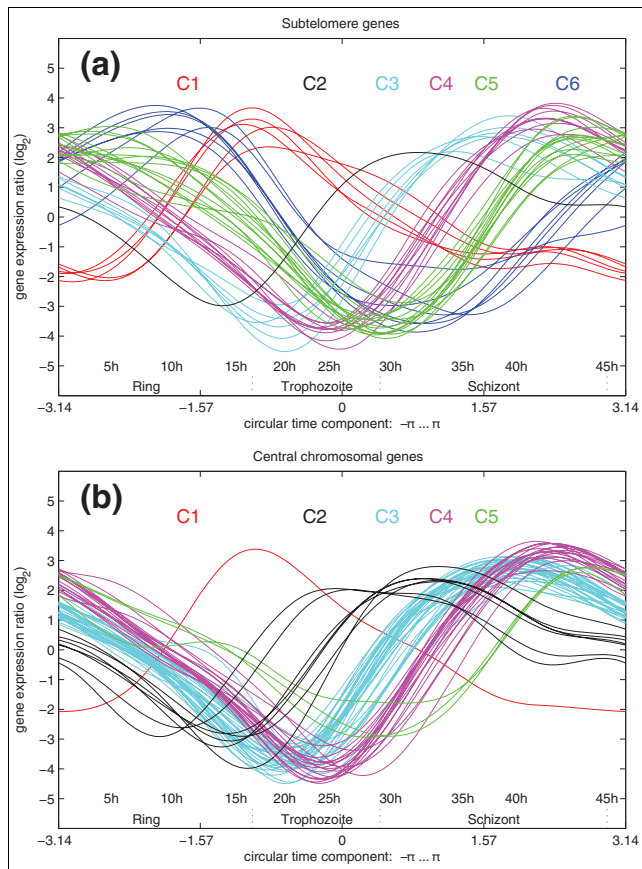 Subtelomere genes
(a)
C1 C2 C3 C4 C5 C6
gene expression ratio (log2)
6
5
4
3
2
1
0
−1
−2
−3
−4
−5
5h 10h 15h 20h 25h 30h 35h 40h 45h
Ring Trophozoite Schizont
−3.14 −1.57 0 1.57 3.14
circular time component: −π ... π
Central chromosomal genes
(b)
C1 C2 C3 C4 C5
gene expression ratio (log2)
6
5
4
3
2
1
0
−1
−2
−3
−4
−5
5h 10h 15h 20h 25h 30h 35h 40h 45h
Ring Trophozoite Schizont
−3.14 −1.57 0 1.57 3.14
circular time component: −π ... π